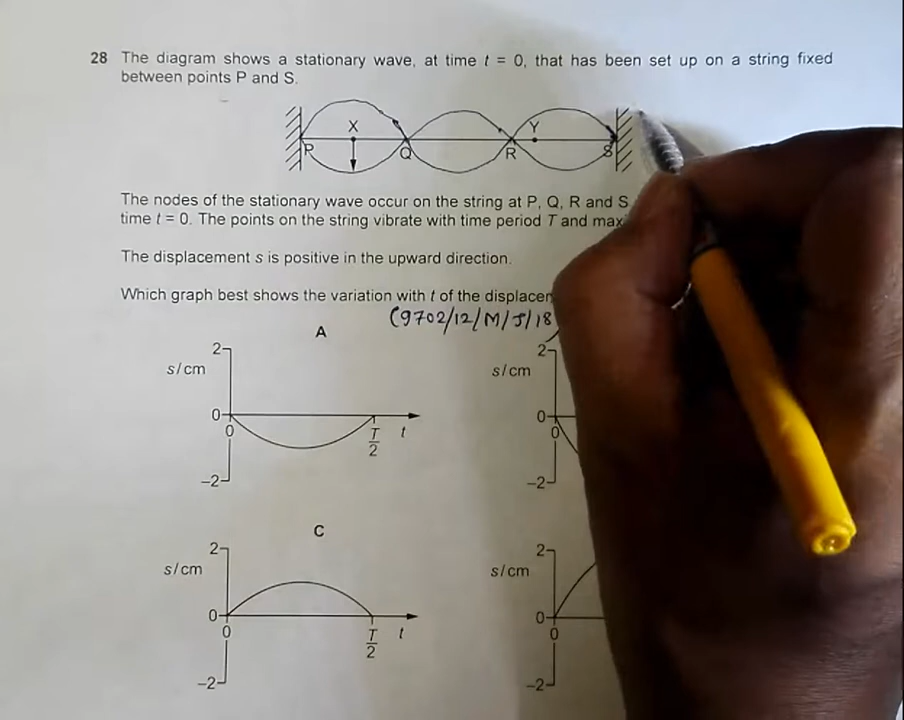 28 The diagram shows a stationary wave, at time t = 0, that has been set up on a string fixed
between points P and S.
X Y
P Q R S
The nodes of the stationary wave occur on the string at P, Q, R and S
time t = 0. The points on the string vibrate with time period T and
The displacement s is positive in the upward direction.
Which graph best shows the variation with t of the
(9702/12/M/J/18
A
2 2
s/cm s/cm
0 0
0 T/2 t 0
-2 -2
C
2 2
s/cm s/cm
0 0
0 T/2 t 0
-2 -2